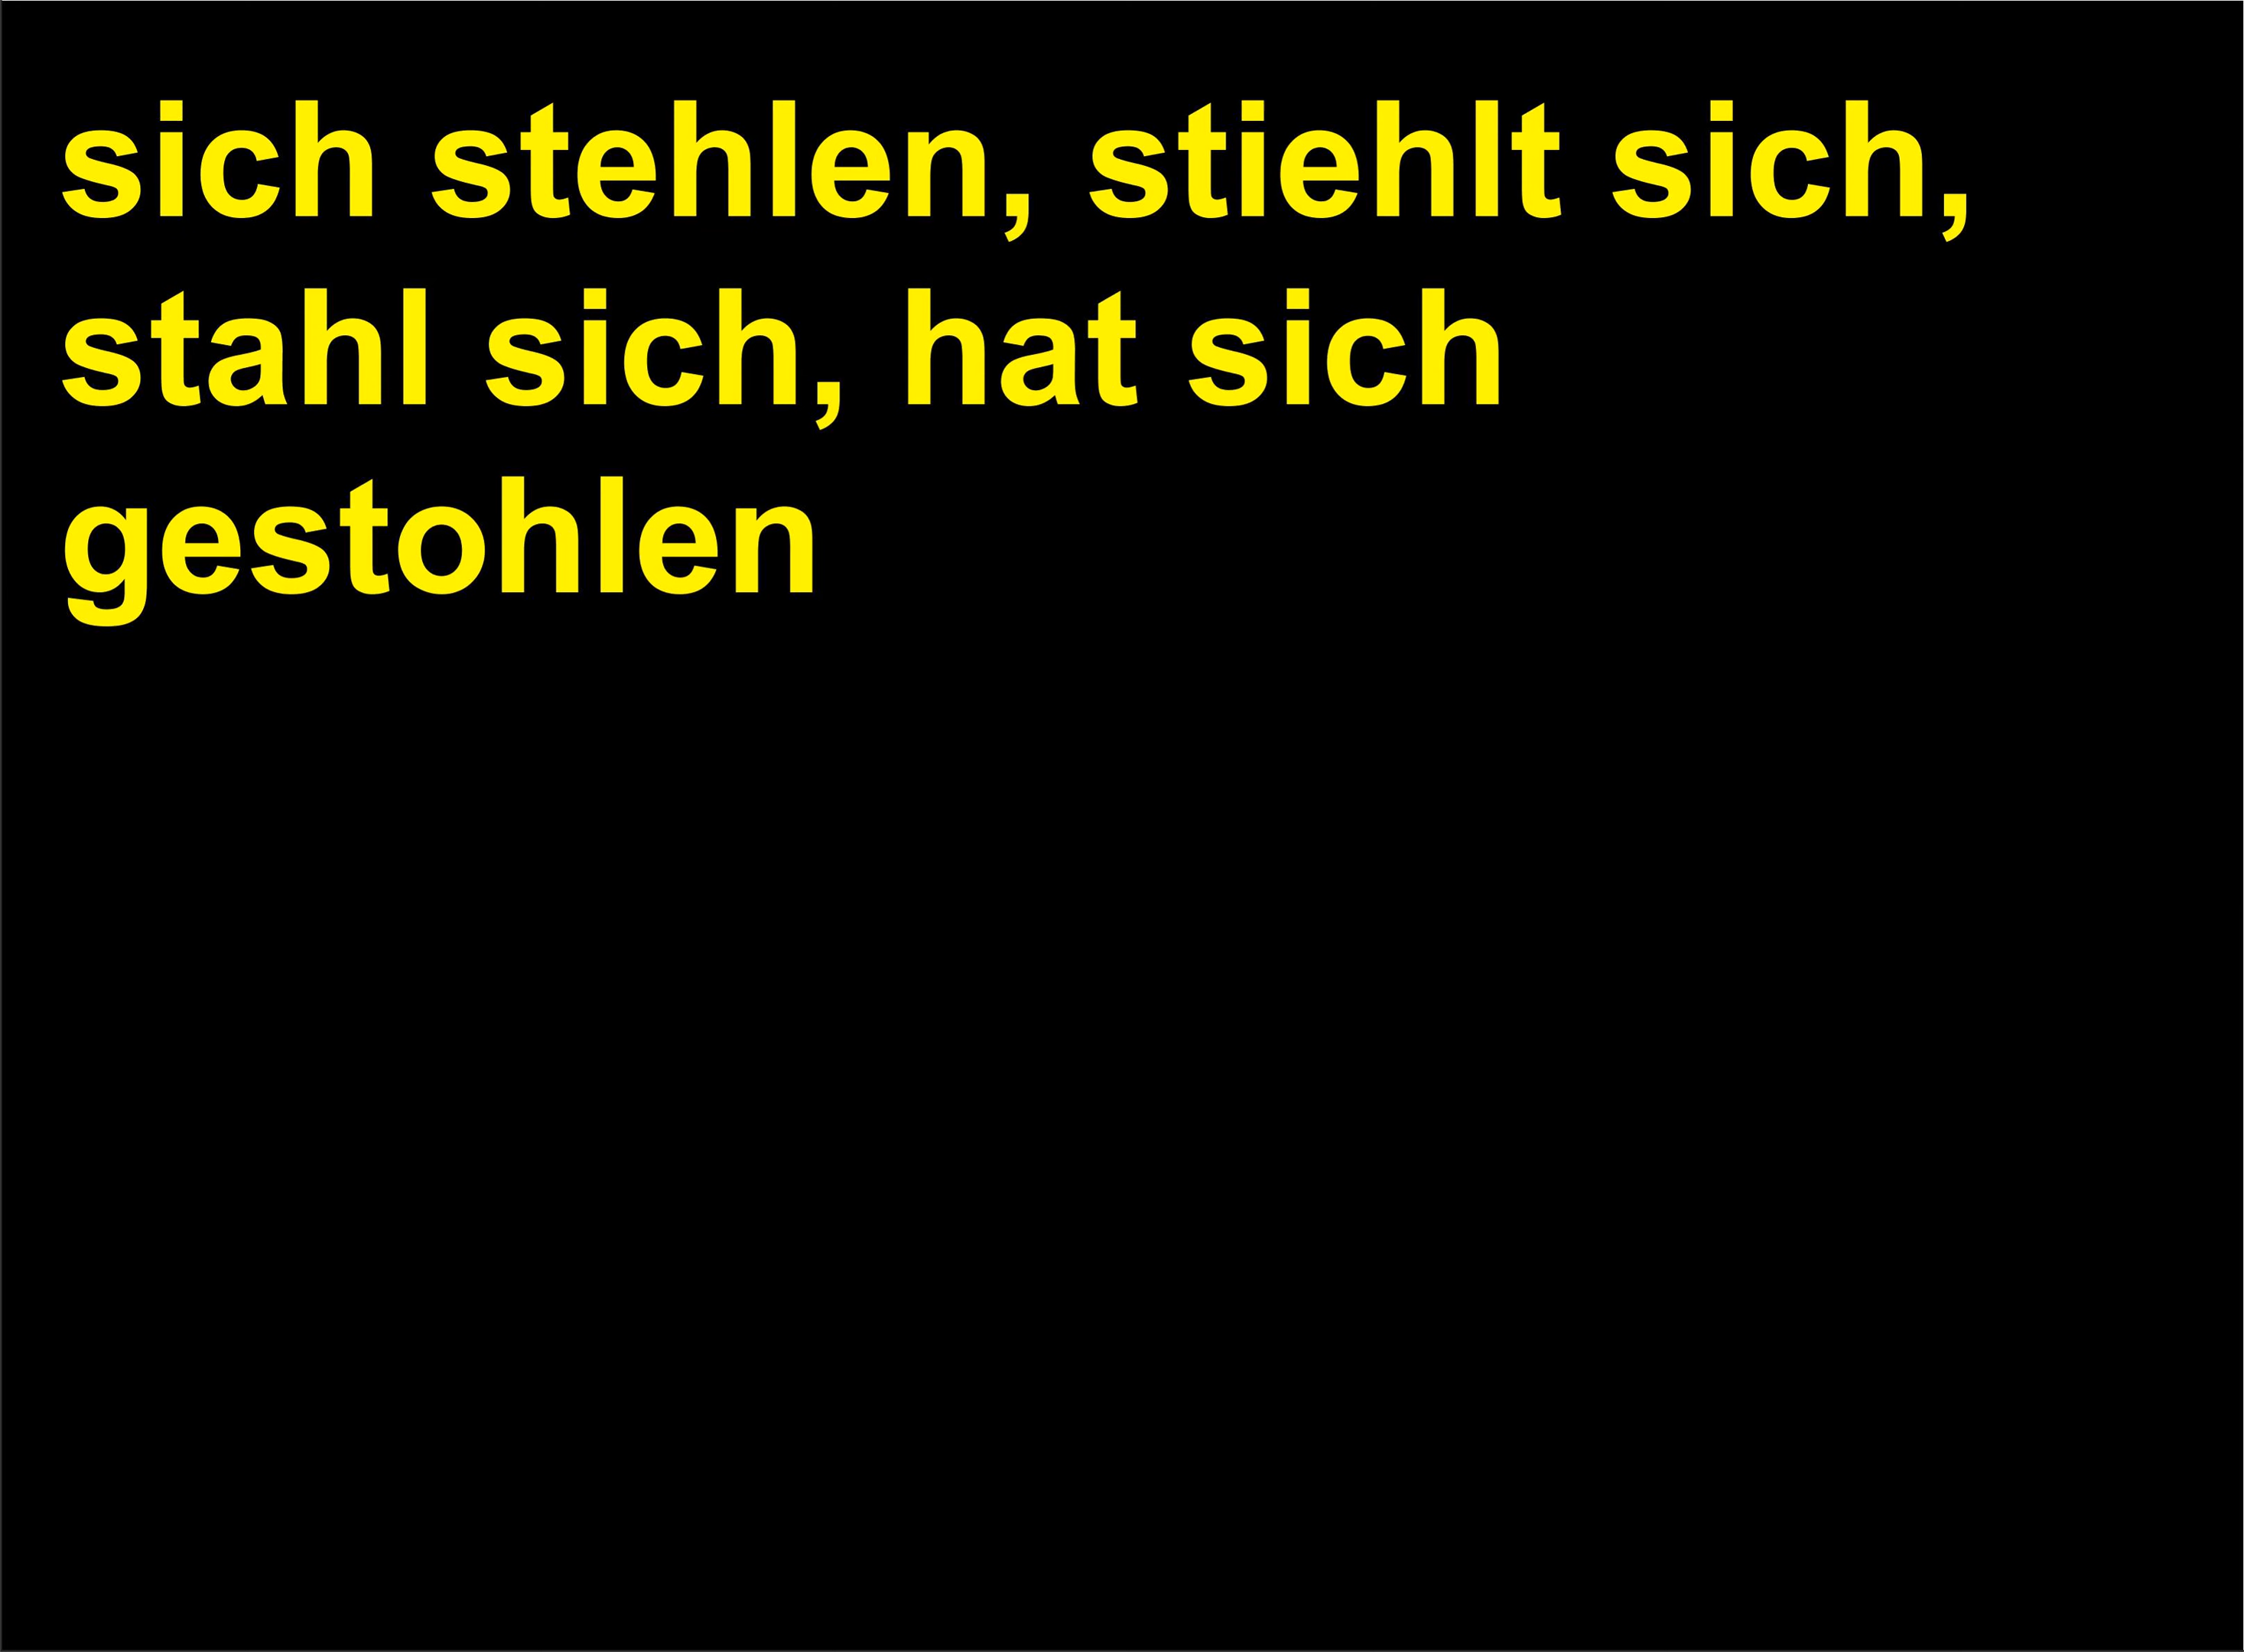 sich stehlen, stiehlt sich,
stahl sich, hat sich
gestohlen